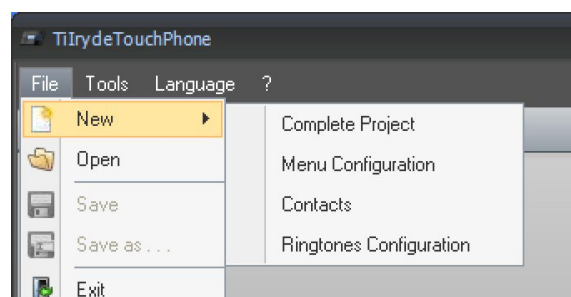 TiIrydeTouchPhone
File Tools Language ?
New
Open
Save
Save as . . .
Exit
Complete Project
Menu Configuration
Contacts
Ringtones Configuration